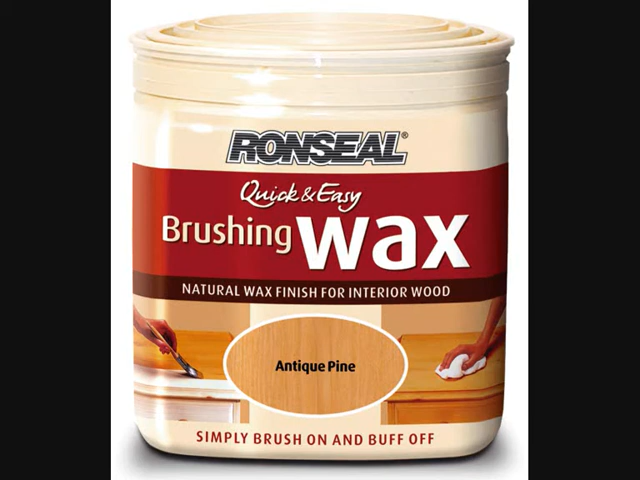 RONSEAL®
Quick & Easy
Brushing wax
NATURAL WAX FINISH FOR INTERIOR WOOD
Antique Pine
SIMPLY BRUSH ON AND BUFF OFF